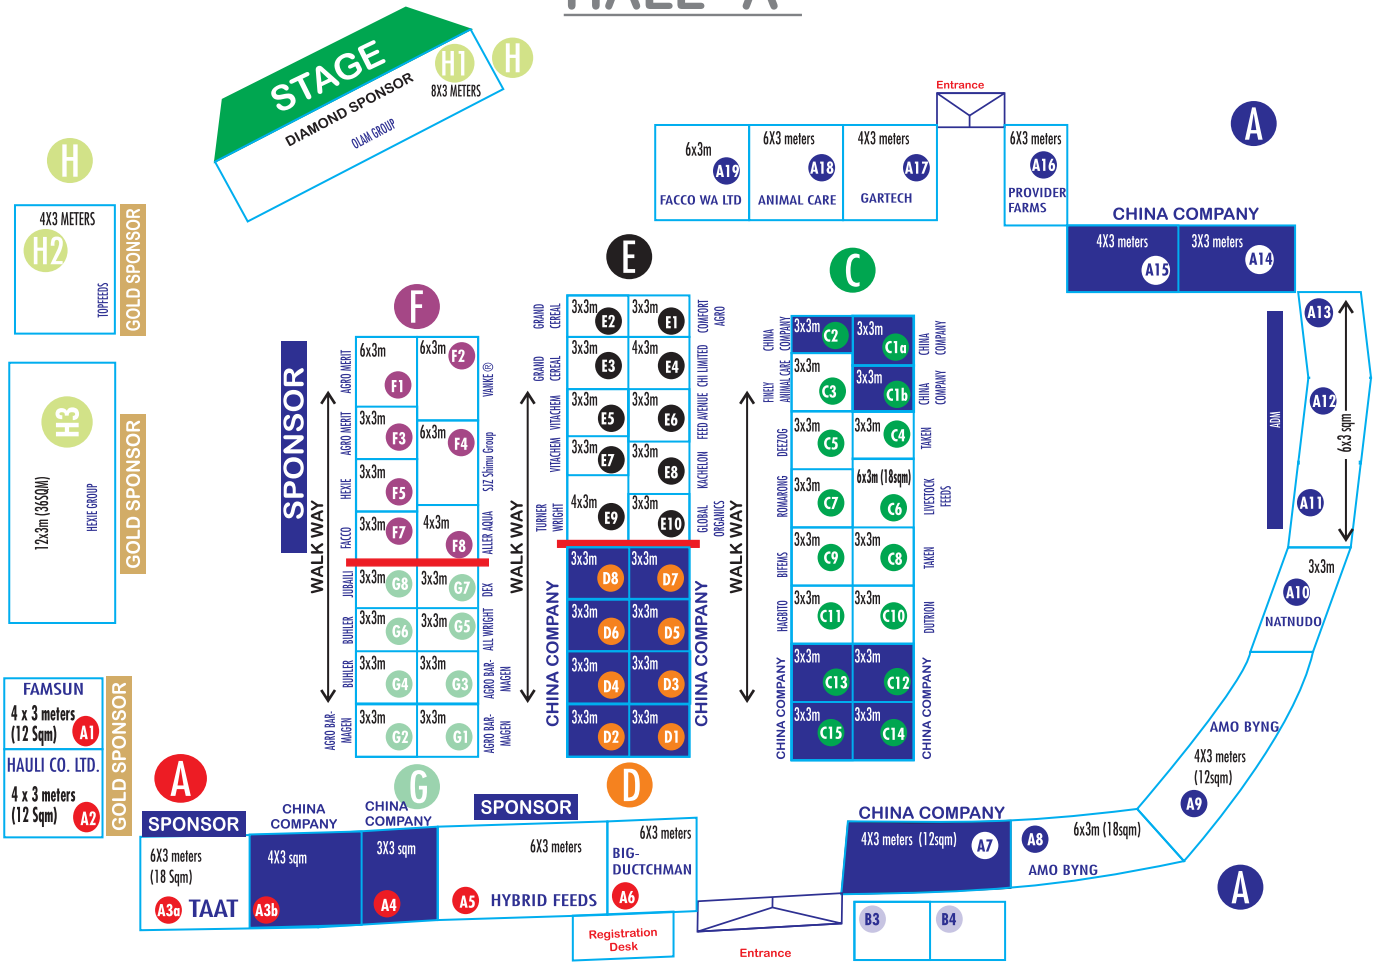 HALL "A"
STAGE
DIAMOND SPONSOR
OLAM GROUP
H1
8X3 METERS
H
H
4X3 METERS
H2
TOPFEEDS
GOLD SPONSOR
H3
12x2m (36SQM)
HEXIE GROUP
GOLD SPONSOR
FAMSUN
4 x 3 meters
(12 Sqm)
A1
HAULI CO. LTD.
4 x 3 meters
(12 Sqm)
A2
GOLD SPONSOR
Entrance
A
6x3m
A19
FACCO WA LTD
6X3 meters
A18
ANIMAL CARE
4X3 meters
A17
GARTECH
6X3 meters
A16
PROVIDER
FARMS
CHINA COMPANY
4X3 meters
A15
3X3 meters
A14
A13
A12
A11
6x3 sqm
ADM
3x3m
A10
NATNUDO
AMO BYNG
4X3 meters
(12sqm)
A9
6x3m (18sqm)
A8
AMO BYNG
CHINA COMPANY
4X3 meters (12sqm)
A7
A
B3
B4
SPONSOR
WALK WAY
F
AGRO MERIT
6x3m
F1
6x3m
F2
VANKE ®
AGRO MERIT
3x3m
F3
6x3m
F4
SJZ Shimu Group
HEXIE
3x3m
F5
FACCO
3x3m
F7
4x3m
F8
ALLER AQUA
JUBAILI
3x3m
G8
3x3m
G7
DEX
BUHLER
3x3m
G6
3x3m
G5
ALL WRIGHT
BUHLER
3x3m
G4
3x3m
G3
AGRO BAR-
MAGEN
AGRO BAR-
MAGEN
3x3m
G2
3x3m
G1
AGRO BAR-
MAGEN
G
WALK WAY
E
GRAND
CEREAL
3x3m
E2
3x3m
E1
COMFORT
AGRO
GRAND
CEREAL
3x3m
E3
4x3m
E4
CHI LIMITED
VITACHEM
3x3m
E5
3x3m
E6
FEED AVENUE
VITACHEM
3x3m
E7
3x3m
E8
KACHELON
TURNER
WRIGHT
4x3m
E9
3x3m
E10
GLOBAL
ORGANICS
CHINA COMPANY
3x3m
D8
3x3m
D7
3x3m
D6
3x3m
D5
3x3m
D4
3x3m
D3
3x3m
D2
3x3m
D1
CHINA COMPANY
D
WALK WAY
C
CHINA
COMPANY
3x3m
C2
3x3m
C1a
CHINA
COMPANY
FINELY
ANIMAL CARE
3x3m
C3
3x3m
C1b
CHINA
COMPANY
DEEZOG
3x3m
C5
3x3m
C4
TAKEN
ROMARONG
3x3m
C7
6x3m (18sqm)
C6
LIVESTOCK
FEEDS
BIFEMS
3x3m
C9
3x3m
C8
TAKEN
HAGBITO
3x3m
C11
3x3m
C10
DUTRION
CHINA COMPANY
3x3m
C13
3x3m
C12
3x3m
C15
3x3m
C14
CHINA COMPANY
A
SPONSOR
6X3 meters
(18 Sqm)
A3a
TAAT
CHINA
COMPANY
4X3 sqm
A3b
CHINA
COMPANY
3X3 sqm
A4
SPONSOR
6X3 meters
A5
HYBRID FEEDS
6X3 meters
BIG-
DUCTCHMAN
A6
Registration
Desk
Entrance